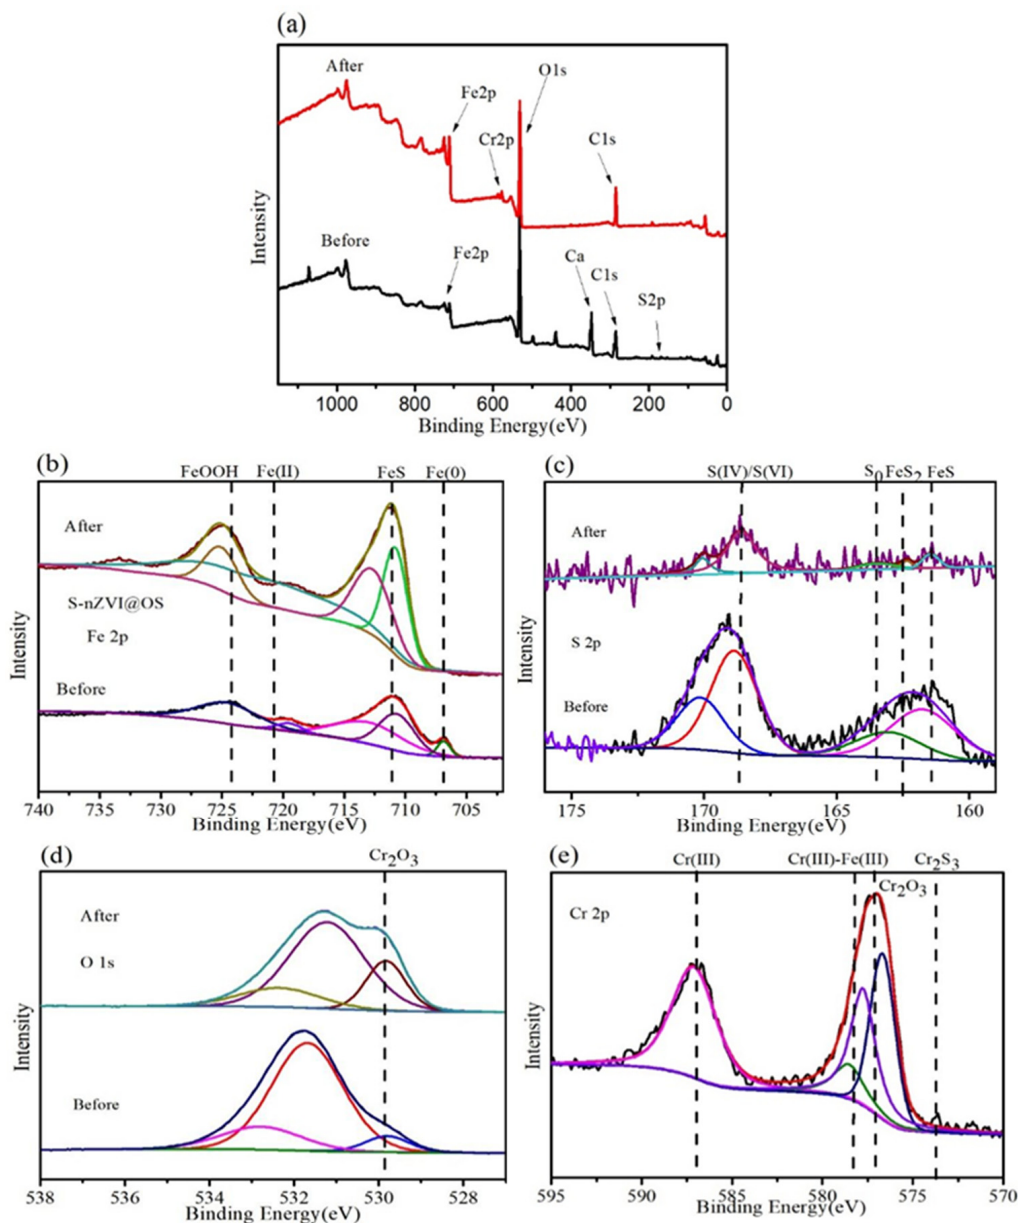 (a)
After
Fe2p
Cr2p
O1s
C1s
Before
Fe2p
Ca
C1s
S2p
Intensity
1000 800 600 400 200 0
Binding Energy(eV)
(b)
FeOOH Fe(II) FeS Fe(0)
After
S-nZVI@OS
Fe 2p
Before
Intensity
740 735 730 725 720 715 710 705
Binding Energy(eV)
(c)
S(IV)/S(VI) S0 FeS2 FeS
After
S 2p
Before
Intensity
175 170 165 160
Binding Energy(eV)
(d)
Cr2O3
After
O 1s
Before
Intensity
538 536 534 532 530 528
Binding Energy(eV)
(e)
Cr(III) Cr(III)-Fe(III) Cr2S3
Cr2O3
Cr 2p
Intensity
595 590 585 580 575 570
Binding Energy(eV)